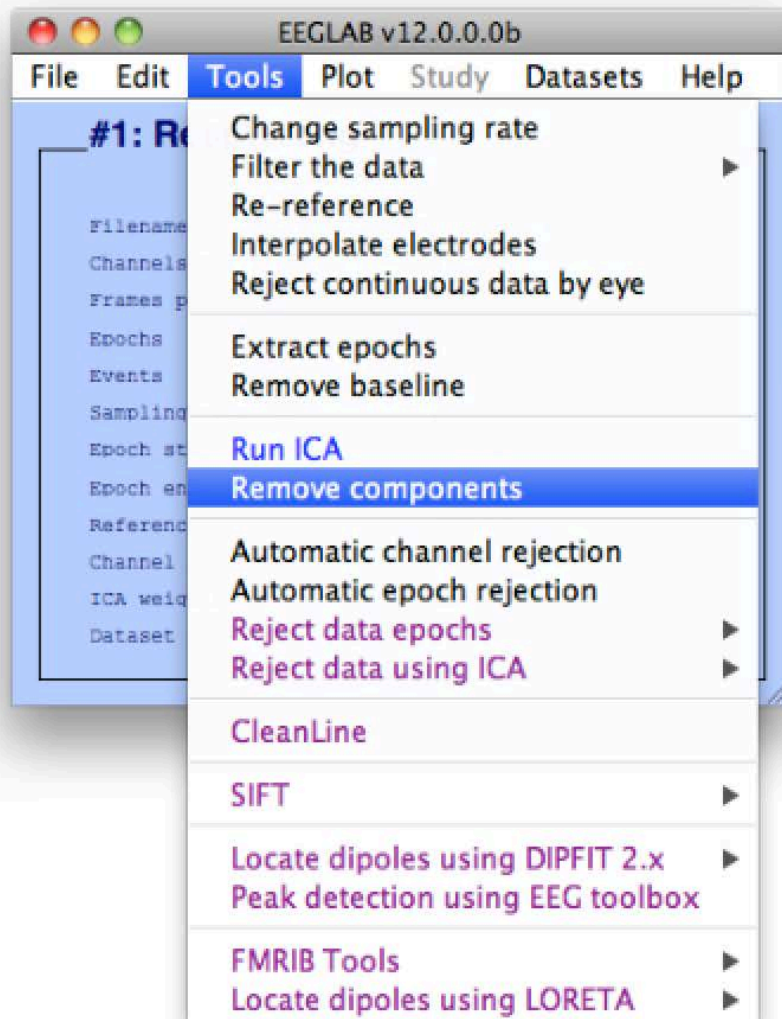 EEGLAB v12.0.0.0b
File Edit Tools Plot Study Datasets Help
#1: Re
Filename
Channels
Frames p
Epochs
Events
Sampling
Epoch st
Epoch en
Referenc
Channel
ICA weig
Dataset
Change sampling rate
Filter the data
Re-reference
Interpolate electrodes
Reject continuous data by eye
Extract epochs
Remove baseline
Run ICA
Remove components
Automatic channel rejection
Automatic epoch rejection
Reject data epochs
Reject data using ICA
CleanLine
SIFT
Locate dipoles using DIPFIT 2.x
Peak detection using EEG toolbox
FMRIB Tools
Locate dipoles using LORETA